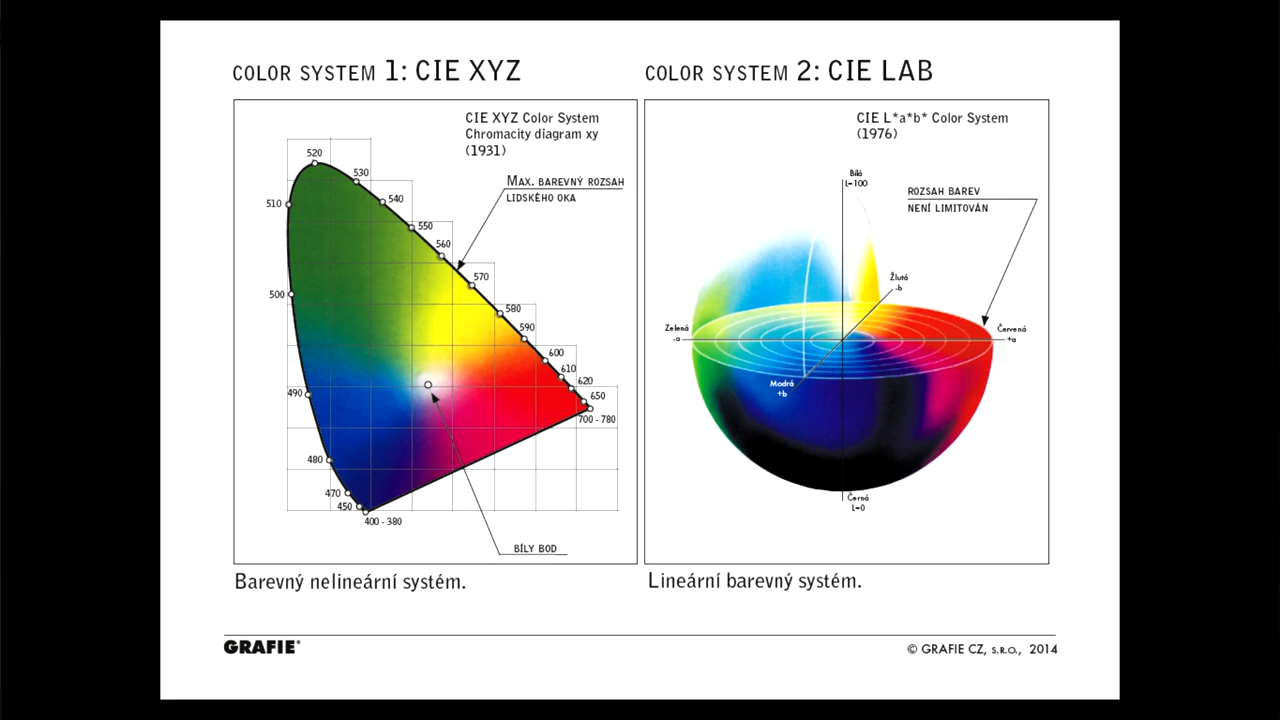 COLOR SYSTEM 1: CIE XYZ
CIE XYZ Color System
Chromacity diagram xy
(1931)
MAX. BAREVNÝ ROZSAH
LIDSKÉHO OKA
520
530
510
540
550
560
570
500
580
590
600
610
620
490
650
700 - 780
480
470
450
400 - 380
BÍLY BOD
Barevný nelineární systém.
COLOR SYSTEM 2: CIE LAB
CIE L*a*b* Color System
(1976)
Bílá
L=100
ROZSAH BAREV
NENÍ LIMITOVÁN
Žlutá
-b
Zelená
-a
Červená
+a
Modrá
+b
Černá
L=0
Lineární barevný systém.
GRAFIE®
© GRAFIE CZ, S.R.O., 2014